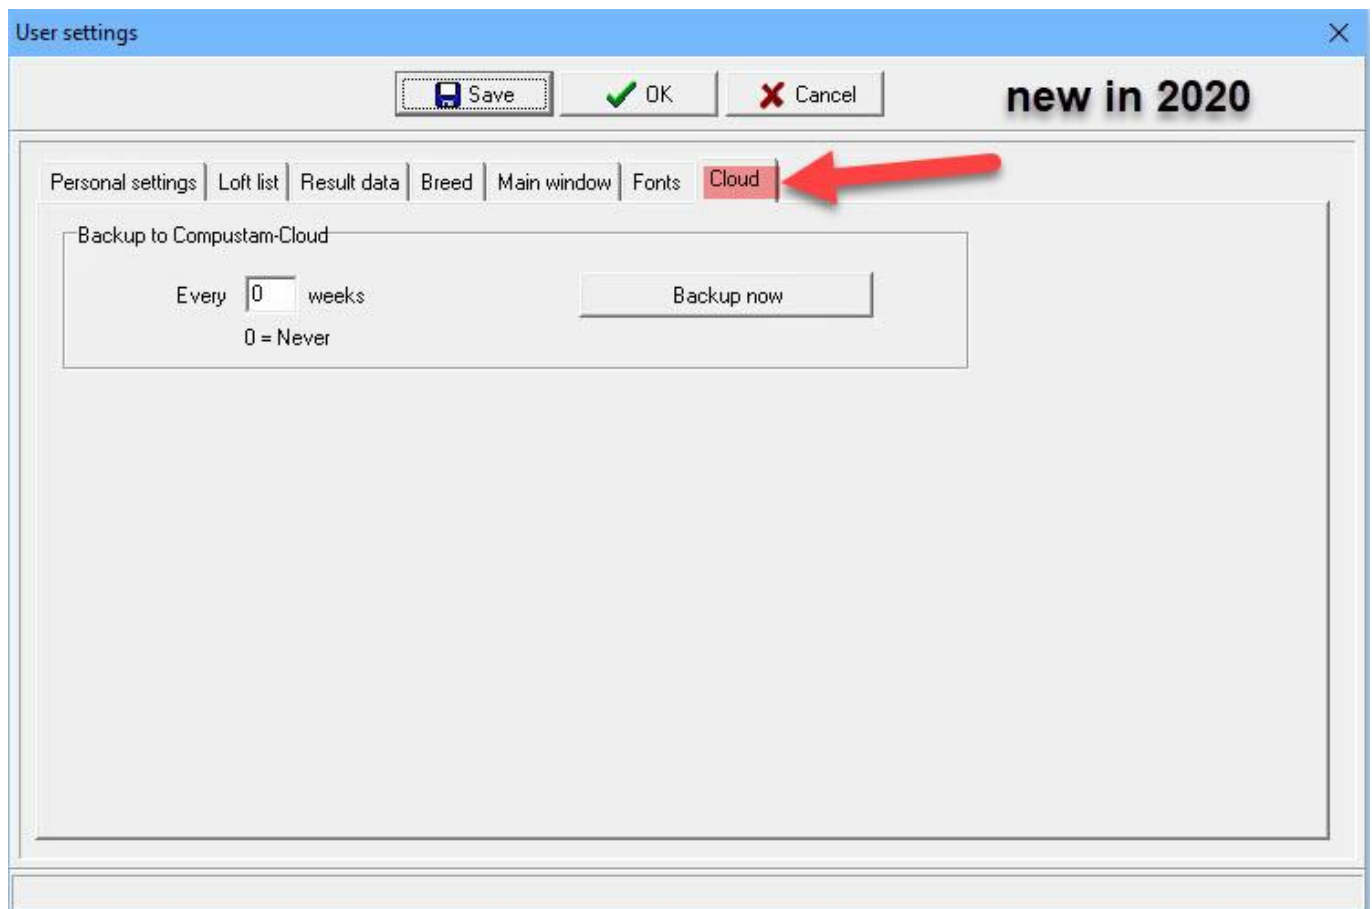 User settings
Save OK Cancel new in 2020
Personal settings Loft list Result data Breed Main window Fonts Cloud
Backup to Compustam-Cloud
Every 0 weeks Backup now
0 = Never